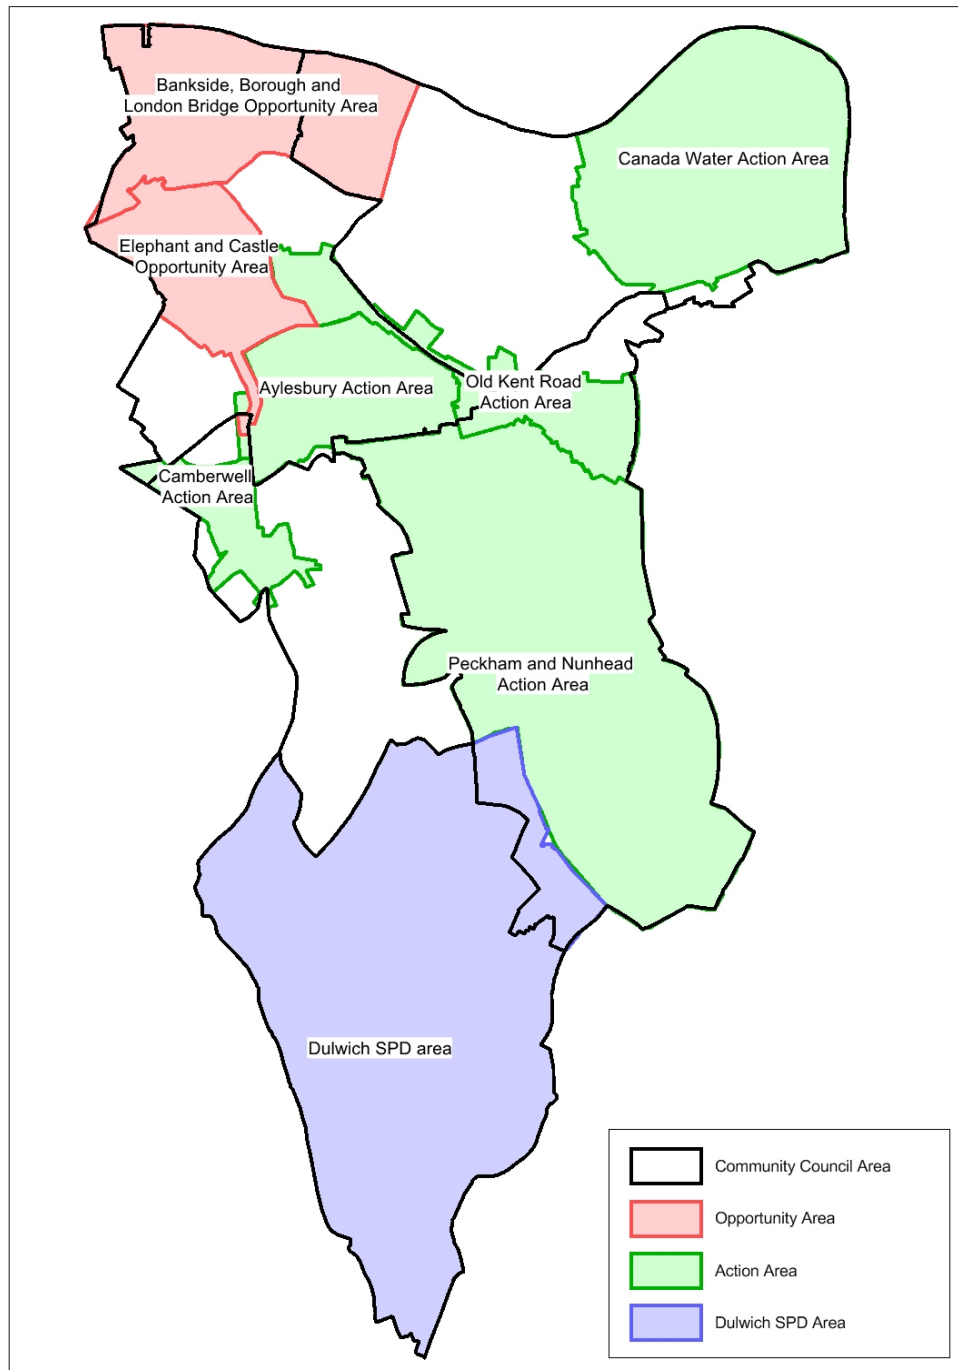 Bankside, Borough and
London Bridge Opportunity Area
Canada Water Action Area
Elephant and Castle
Opportunity Area
Aylesbury Action Area
Old Kent Road
Action Area
Camberwell
Action Area
Peckham and Nunhead
Action Area
Dulwich SPD area
Community Council Area
Opportunity Area
Action Area
Dulwich SPD Area